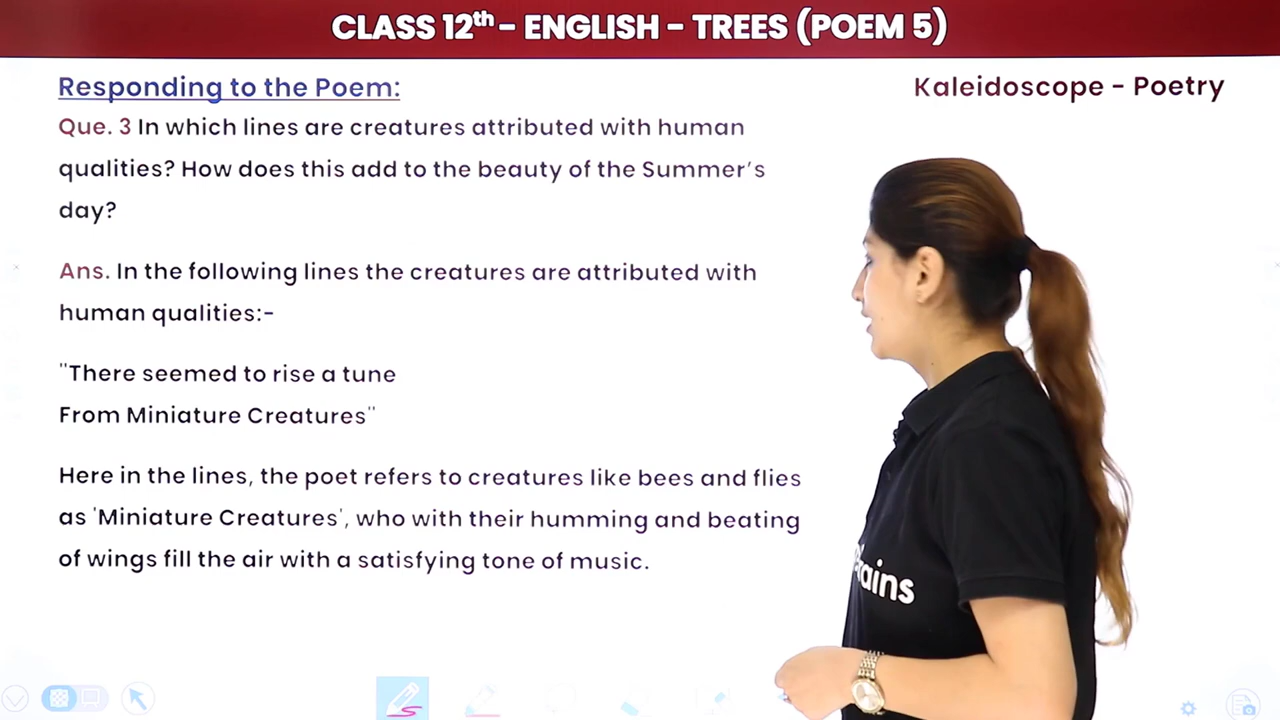 CLASS 12th - ENGLISH - TREES (POEM 5)
Responding to the Poem:
Kaleidoscope - Poetry
Que. 3 In which lines are creatures attributed with human
qualities? How does this add to the beauty of the Summer's
day?
Ans. In the following lines the creatures are attributed with
human qualities:-
"There seemed to rise a tune
From Miniature Creatures"
Here in the lines, the poet refers to creatures like bees and flies
as 'Miniature Creatures', who with their humming and beating
of wings fill the air with a satisfying tone of music.